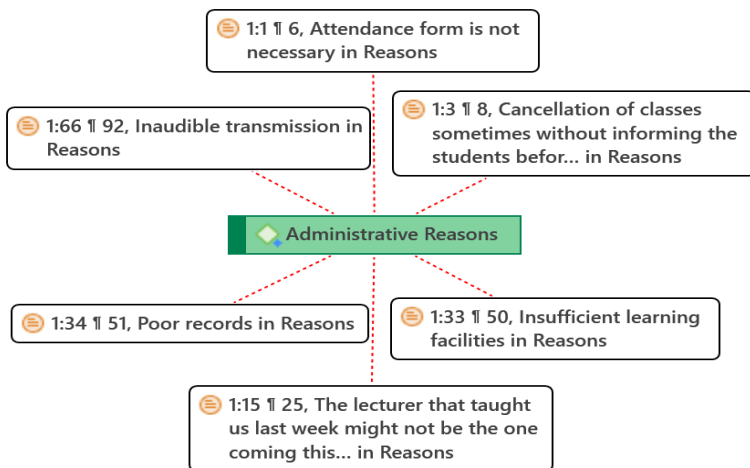 1:1 ¶ 6, Attendance form is not
necessary in Reasons
1:66 ¶ 92, Inaudible transmission in
Reasons
1:3 ¶ 8, Cancellation of classes
sometimes without informing the
students befor... in Reasons
Administrative Reasons
1:34 ¶ 51, Poor records in Reasons
1:33 ¶ 50, Insufficient learning
facilities in Reasons
1:15 ¶ 25, The lecturer that taught
us last week might not be the one
coming this... in Reasons